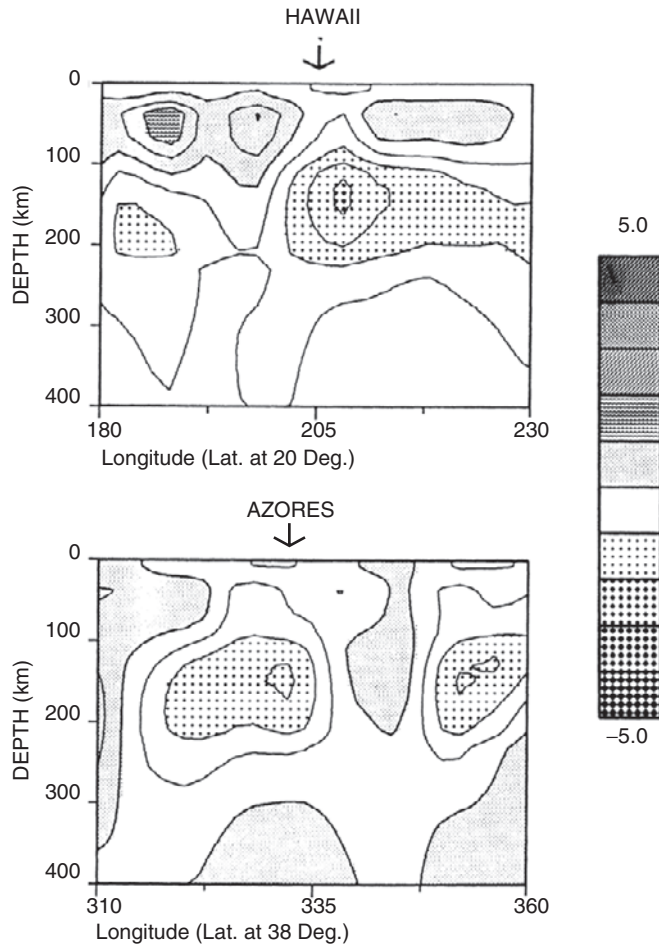 HAWAII
0
100
200
300
400
DEPTH (km)
180 205 230
Longitude (Lat. at 20 Deg.)
5.0
−5.0
AZORES
0
100
200
300
400
DEPTH (km)
310 335 360
Longitude (Lat. at 38 Deg.)